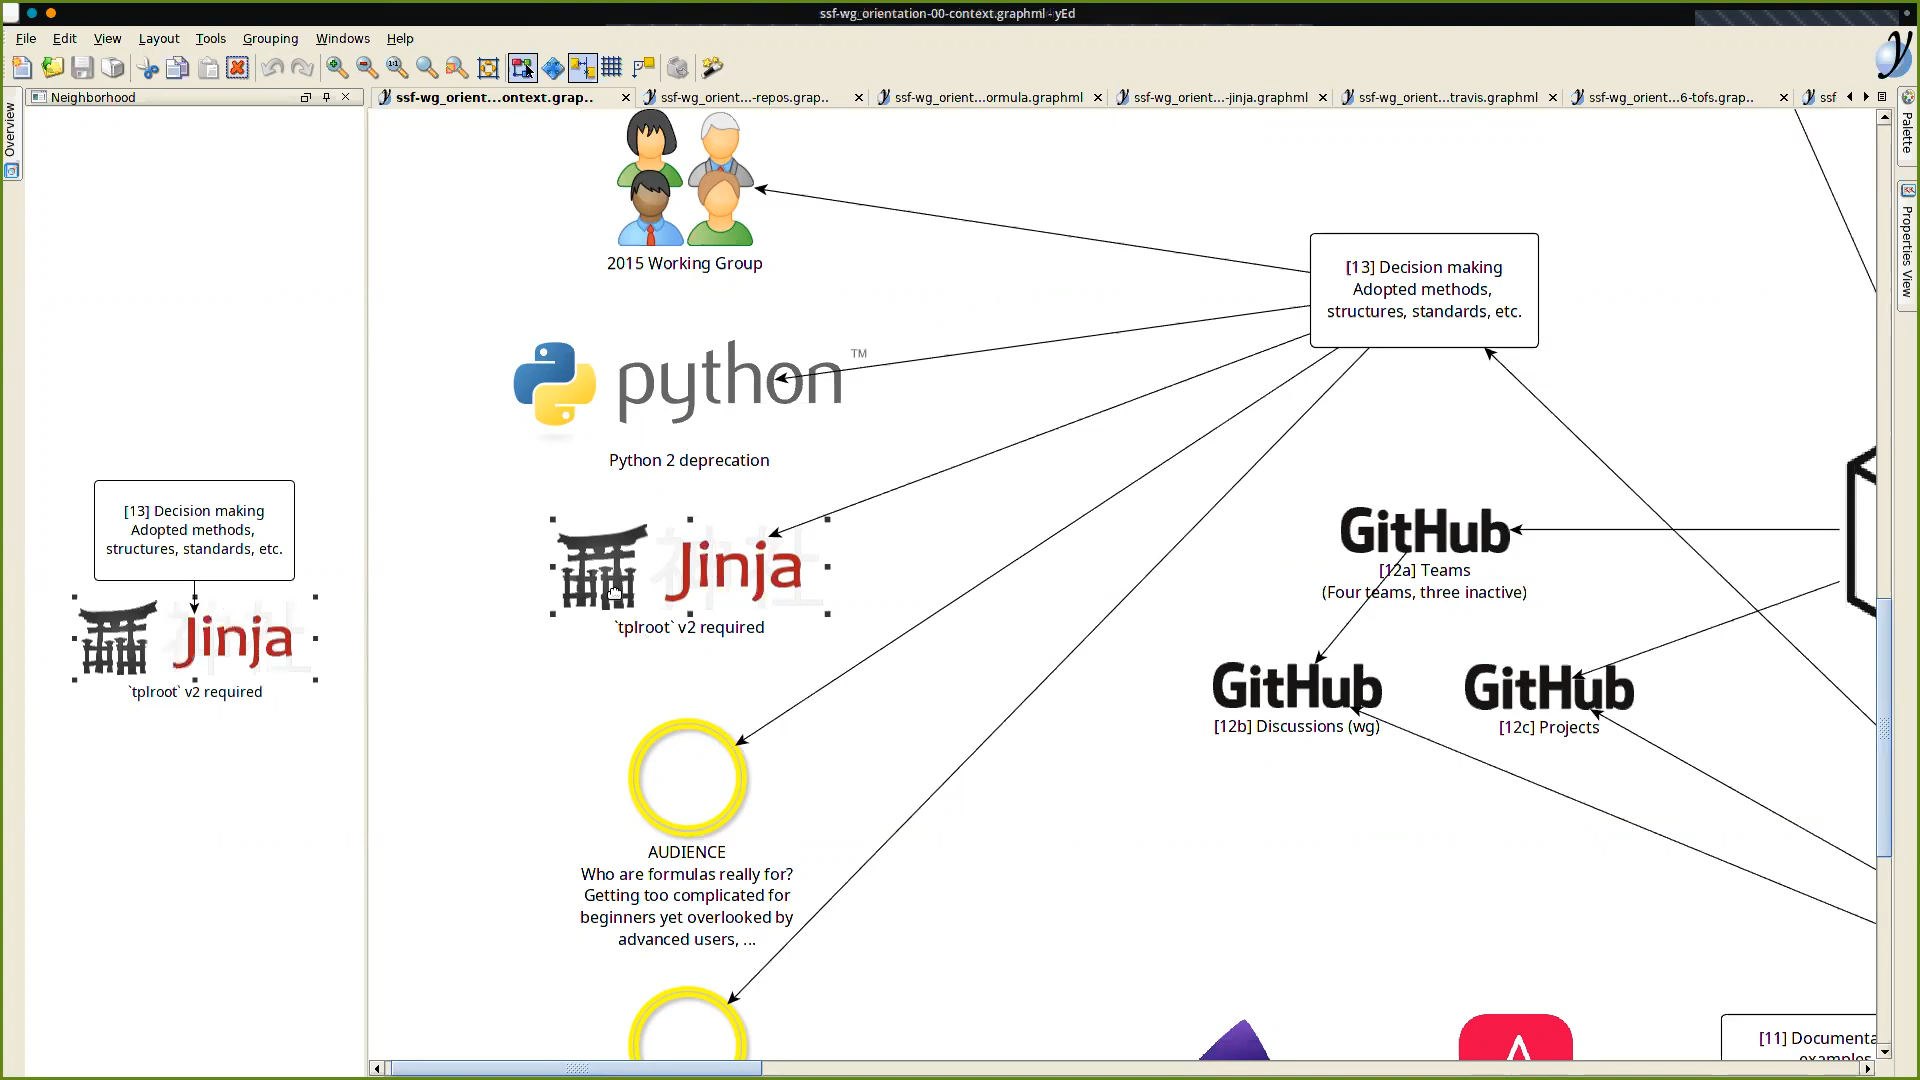 ssf-wg_orientation-00-context.graphml - yEd
File Edit View Layout Tools Grouping Windows Help
Overview
Neighborhood
ssf-wg_orient...ontext.grap..
ssf-wg_orient...-repos.grap..
ssf-wg_orient...ormula.graphml
ssf-wg_orient...-jinja.graphml
ssf-wg_orient...travis.graphml
ssf-wg_orient...6-tofs.grap..
ssf
Palette
Properties View
[13] Decision making
Adopted methods,
structures, standards, etc.
Jinja
`tplroot` v2 required
2015 Working Group
[13] Decision making
Adopted methods,
structures, standards, etc.
python TM
Python 2 deprecation
Jinja
`tplroot` v2 required
GitHub
[12a] Teams
(Four teams, three inactive)
GitHub
[12b] Discussions (wg)
GitHub
[12c] Projects
AUDIENCE
Who are formulas really for?
Getting too complicated for
beginners yet overlooked by
advanced users, ...
[11] Documenta
examples